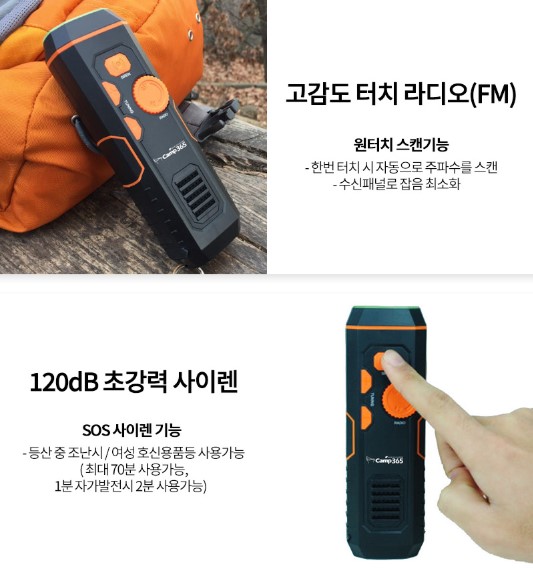 고감도 터치 라디오(FM)
원터치 스캔기능
- 한번 터치 시 자동으로 주파수를 스캔
- 수신패널로 잡음 최소화
TUNING
Camp365
120dB 초강력 사이렌
SOS 사이렌 기능
- 등산 중 조난시 / 여성 호신용품등 사용가능
( 최대 70분 사용가능,
1분 자가발전시 2분 사용가능)
TUNING
Camp365